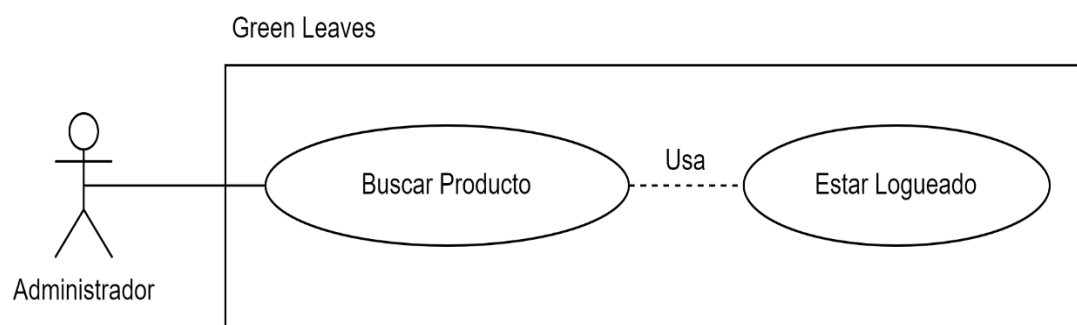 Green Leaves
Buscar Producto
Usa
Estar Logueado
Administrador